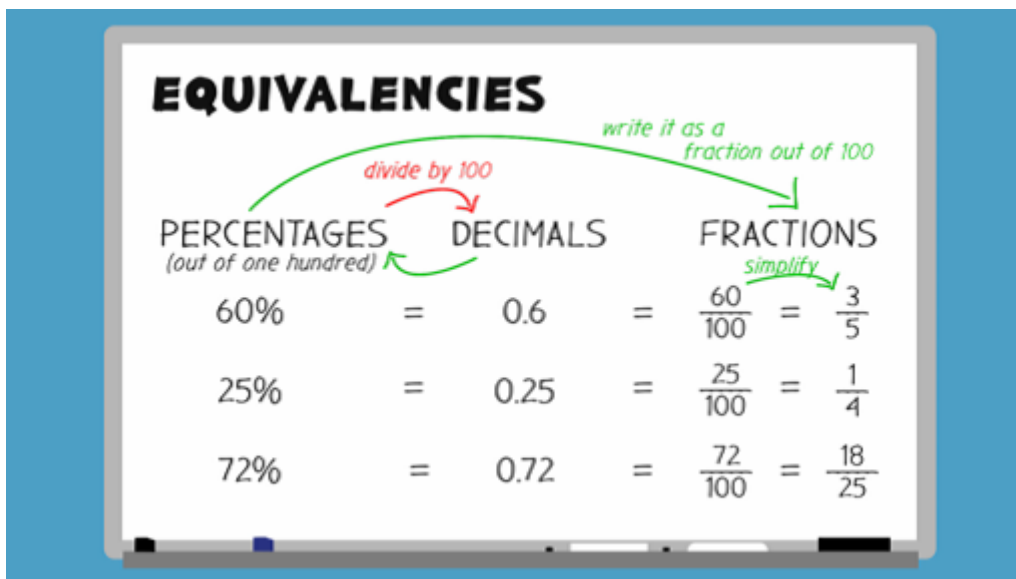 EQUIVALENCIES
write it as a
fraction out of 100
divide by 100
PERCENTAGES DECIMALS FRACTIONS
(out of one hundred)
simplify
60% = 0.6 = 60/100 = 3/5
25% = 0.25 = 25/100 = 1/4
72% = 0.72 = 72/100 = 18/25